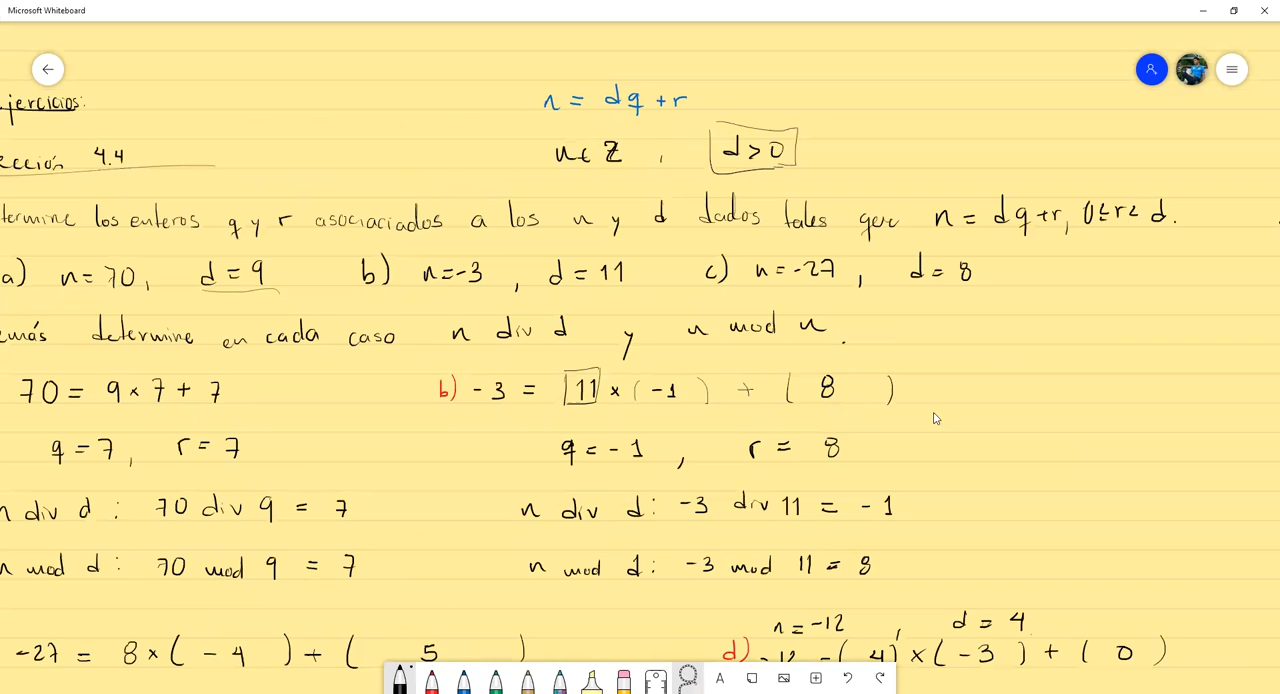 Microsoft Whiteboard
jercicios:
n = dq + r
ección 4.4
n ∈ Z , d > 0
termine los enteros q y r asociados a los n y d dados tales que n = dq + r, 0 ≤ r < d.
a) n = 70, d = 9 b) n = -3 , d = 11 c) n = -27 , d = 8
emás determine en cada caso n div d y n mod n .
70 = 9 × 7 + 7 b) -3 = 11 × ( -1 ) + ( 8 )
q = 7 , r = 7 q = -1 , r = 8
n div d : 70 div 9 = 7 n div d : -3 div 11 = -1
n mod d : 70 mod 9 = 7 n mod d : -3 mod 11 = 8
n = -12 , d = 4
-27 = 8 × ( -4 ) + ( 5 ) d) -12 = ( 4 ) × ( -3 ) + ( 0 )